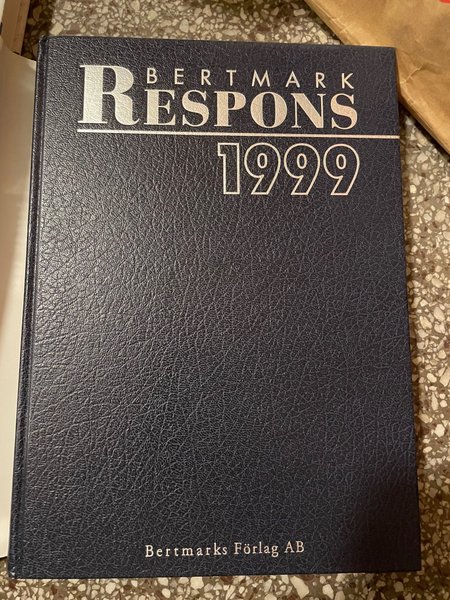 BERTMARK
RESPONS
1999
Bertmarks Förlag AB